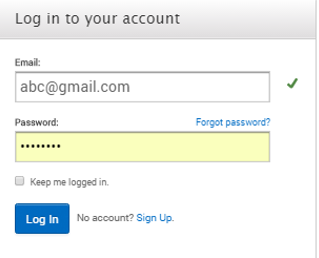 Log in to your account
Email:
abc@gmail.com
Password: Forgot password?
••••••••
Keep me logged in.
Log In No account? Sign Up.